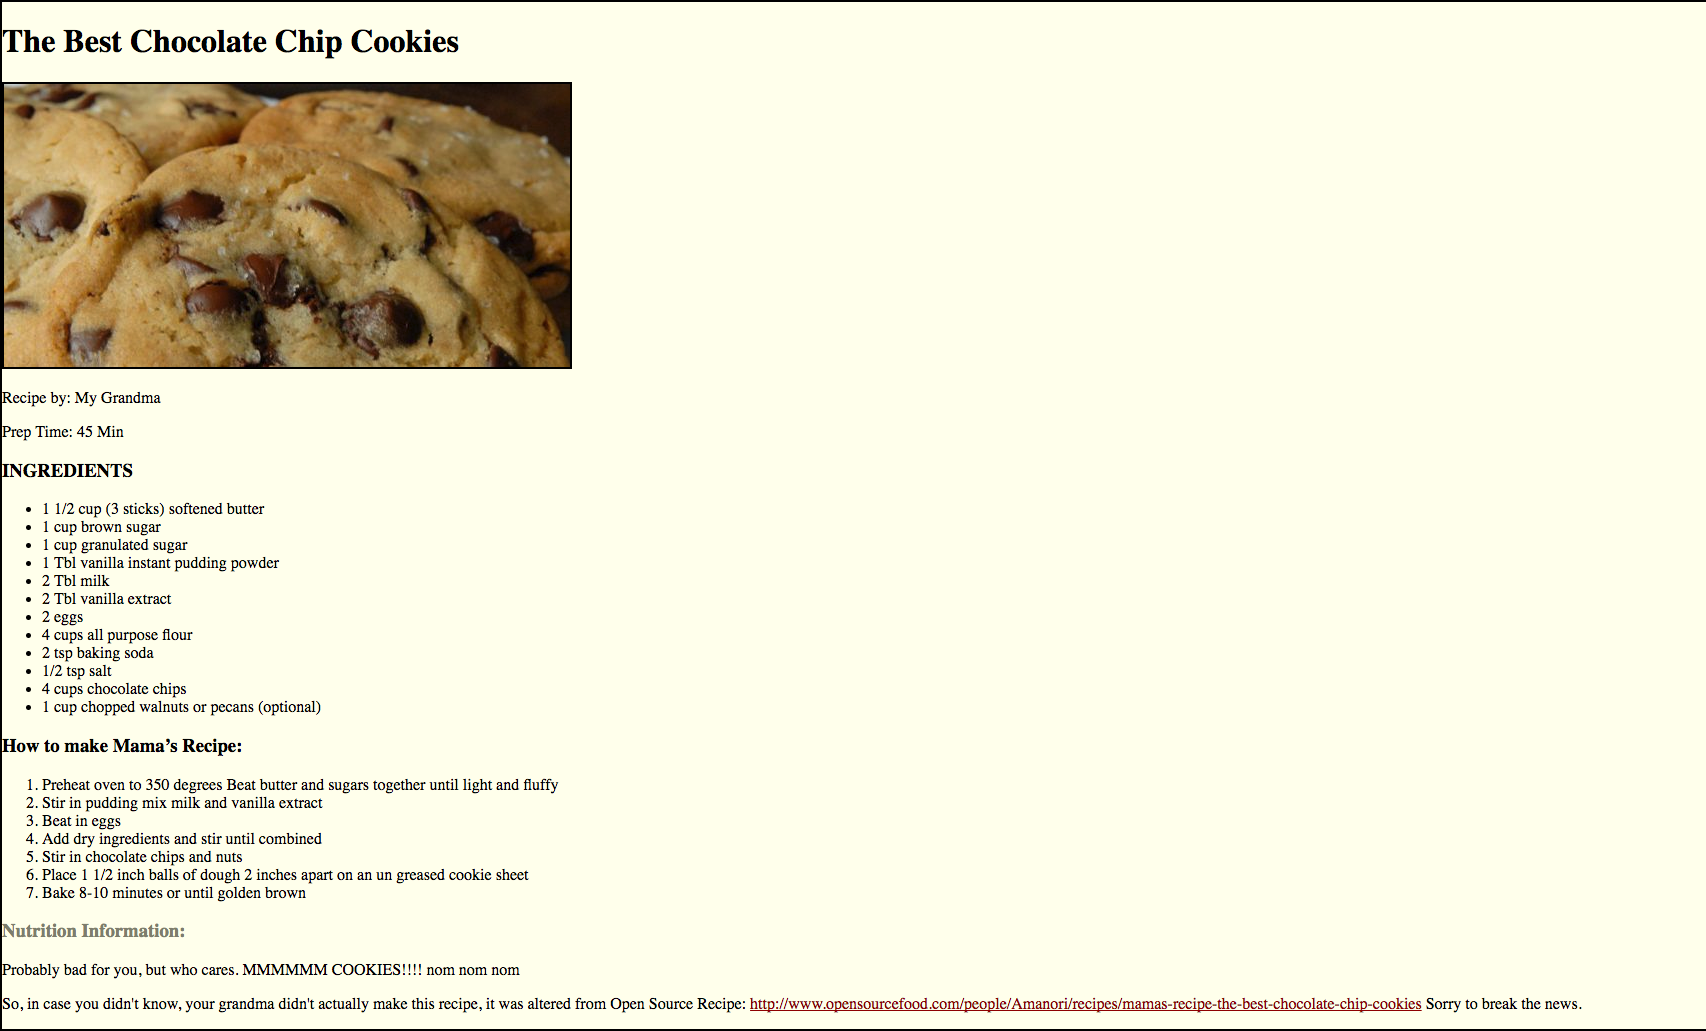 The Best Chocolate Chip Cookies
Recipe by: My Grandma
Prep Time: 45 Min
INGREDIENTS
• 1 1/2 cup (3 sticks) softened butter
• 1 cup brown sugar
• 1 cup granulated sugar
• 1 Tbl vanilla instant pudding powder
• 2 Tbl milk
• 2 Tbl vanilla extract
• 2 eggs
• 4 cups all purpose flour
• 2 tsp baking soda
• 1/2 tsp salt
• 4 cups chocolate chips
• 1 cup chopped walnuts or pecans (optional)
How to make Mama’s Recipe:
1. Preheat oven to 350 degrees Beat butter and sugars together until light and fluffy
2. Stir in pudding mix milk and vanilla extract
3. Beat in eggs
4. Add dry ingredients and stir until combined
5. Stir in chocolate chips and nuts
6. Place 1 1/2 inch balls of dough 2 inches apart on an un greased cookie sheet
7. Bake 8-10 minutes or until golden brown
Nutrition Information:
Probably bad for you, but who cares. MMMMMM COOKIES!!!! nom nom nom
So, in case you didn't know, your grandma didn't actually make this recipe, it was altered from Open Source Recipe: http://www.opensourcefood.com/people/Amanori/recipes/mamas-recipe-the-best-chocolate-chip-cookies Sorry to break the news.